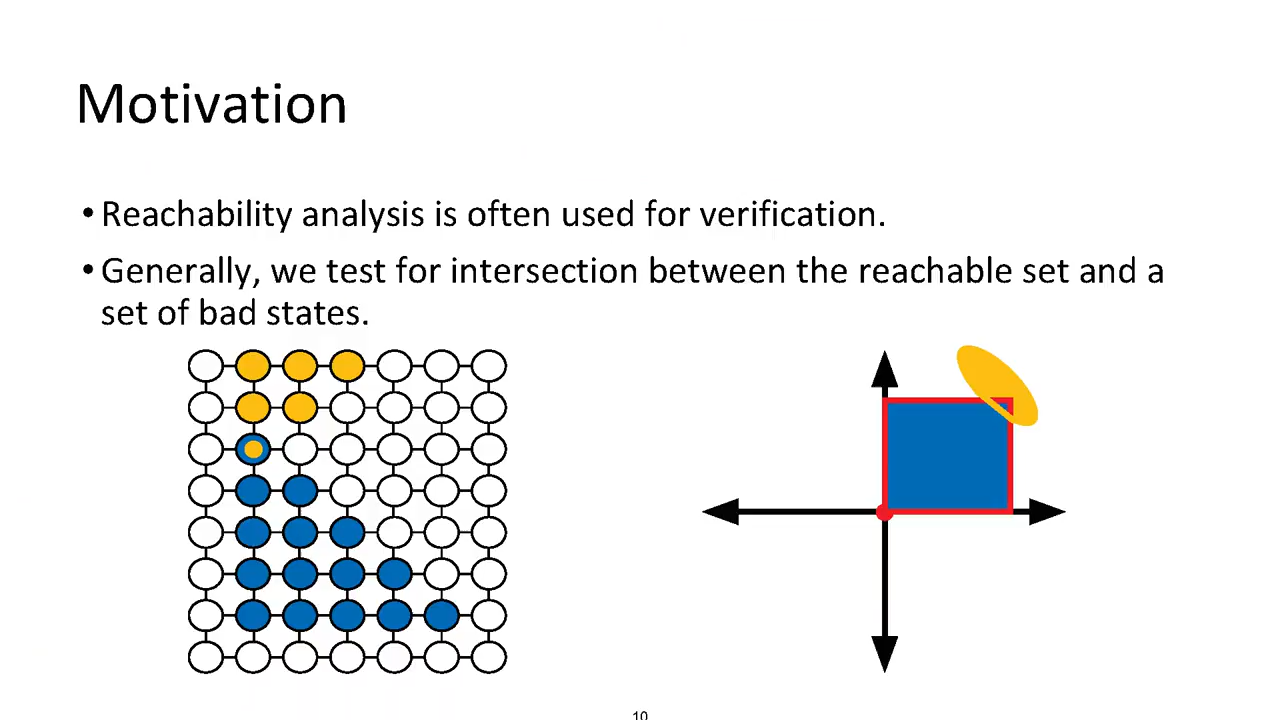 Motivation
•Reachability analysis is often used for verification.
•Generally, we test for intersection between the reachable set and a
set of bad states.
10